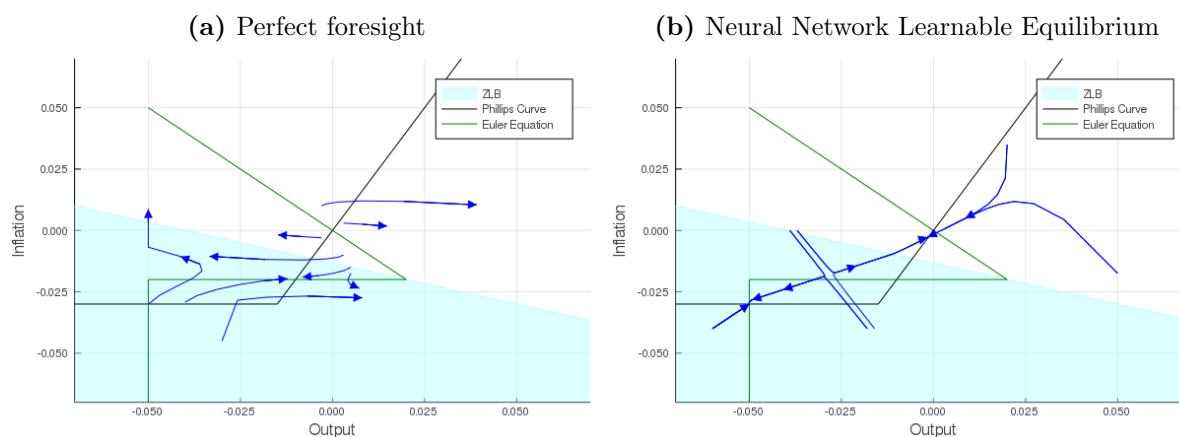 (a) Perfect foresight
(b) Neural Network Learnable Equilibrium
0.050
0.025
0.000
-0.025
-0.050
Inflation
-0.050
-0.025
0.000
0.025
0.050
Output
ZLB
Phillips Curve
Euler Equation
0.050
0.025
0.000
-0.025
-0.050
Inflation
-0.050
-0.025
0.000
0.025
0.050
Output
ZLB
Phillips Curve
Euler Equation